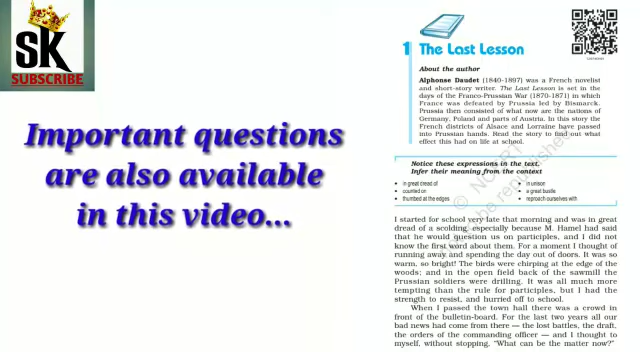 SK
SUBSCRIBE
Important questions
are also available
in this video...
1 The Last Lesson
About the author
Alphonse Daudet (1840-1897) was a French novelist
and short-story writer. The Last Lesson is set in the
days of the Franco-Prussian War (1870-1871) in which
France was defeated by Prussia led by Bismarck.
Prussia then consisted of what now are the nations of
Germany, Poland and parts of Austria. In this story the
French districts of Alsace and Lorraine have passed
into Prussian hands. Read the story to find out what
effect this had on life at school.
Notice these expressions in the text.
Infer their meaning from the context
• in great dread of
• counted on
• thumbed at the edges
• in unison
• a great bustle
• reproach ourselves with
I started for school very late that morning and was in great
dread of a scolding, especially because M. Hamel had said
that he would question us on participles, and I did not
know the first word about them. For a moment I thought of
running away and spending the day out of doors. It was so
warm, so bright! The birds were chirping at the edge of the
woods; and in the open field back of the sawmill the
Prussian soldiers were drilling. It was all much more
tempting than the rule for participles, but I had the
strength to resist, and hurried off to school.
When I passed the town hall there was a crowd in
front of the bulletin-board. For the last two years all our
bad news had come from there — the lost battles, the draft,
the orders of the commanding officer — and I thought to
myself, without stopping, “What can be the matter now?”
© NCERT
be republished